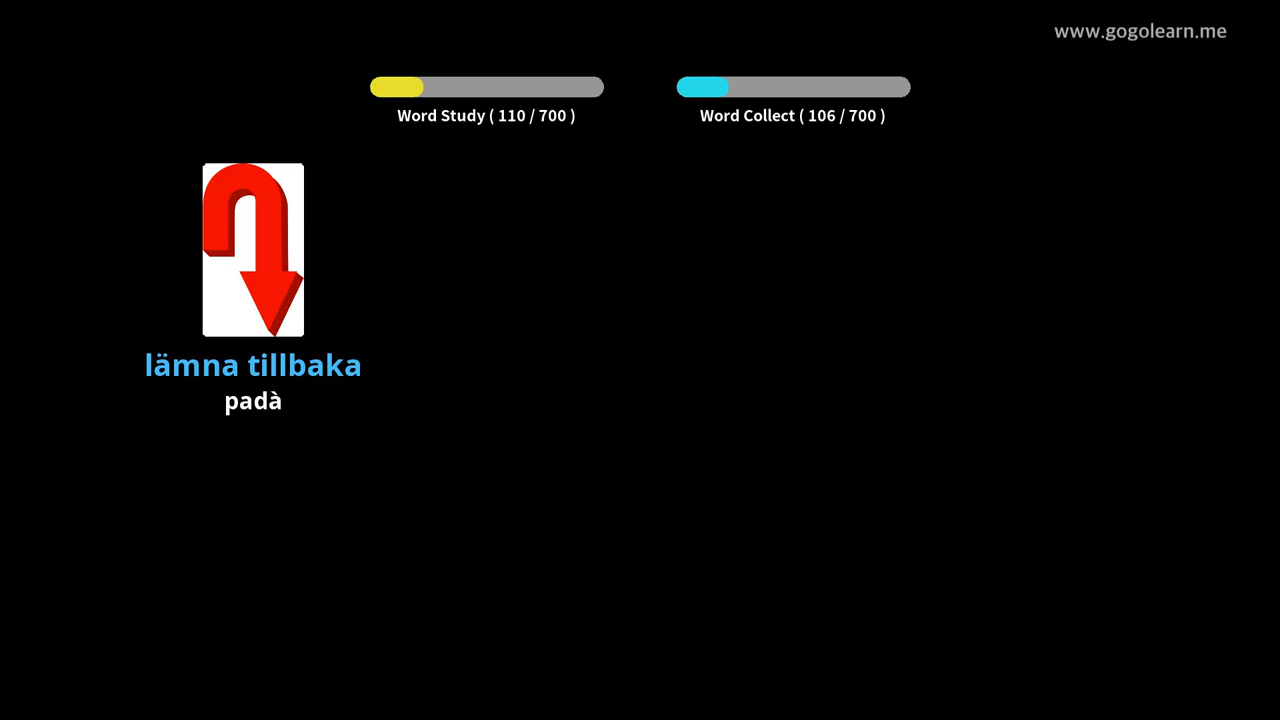 www.gogolearn.me
Word Study ( 110 / 700 )
Word Collect ( 106 / 700 )
lämna tillbaka
padà